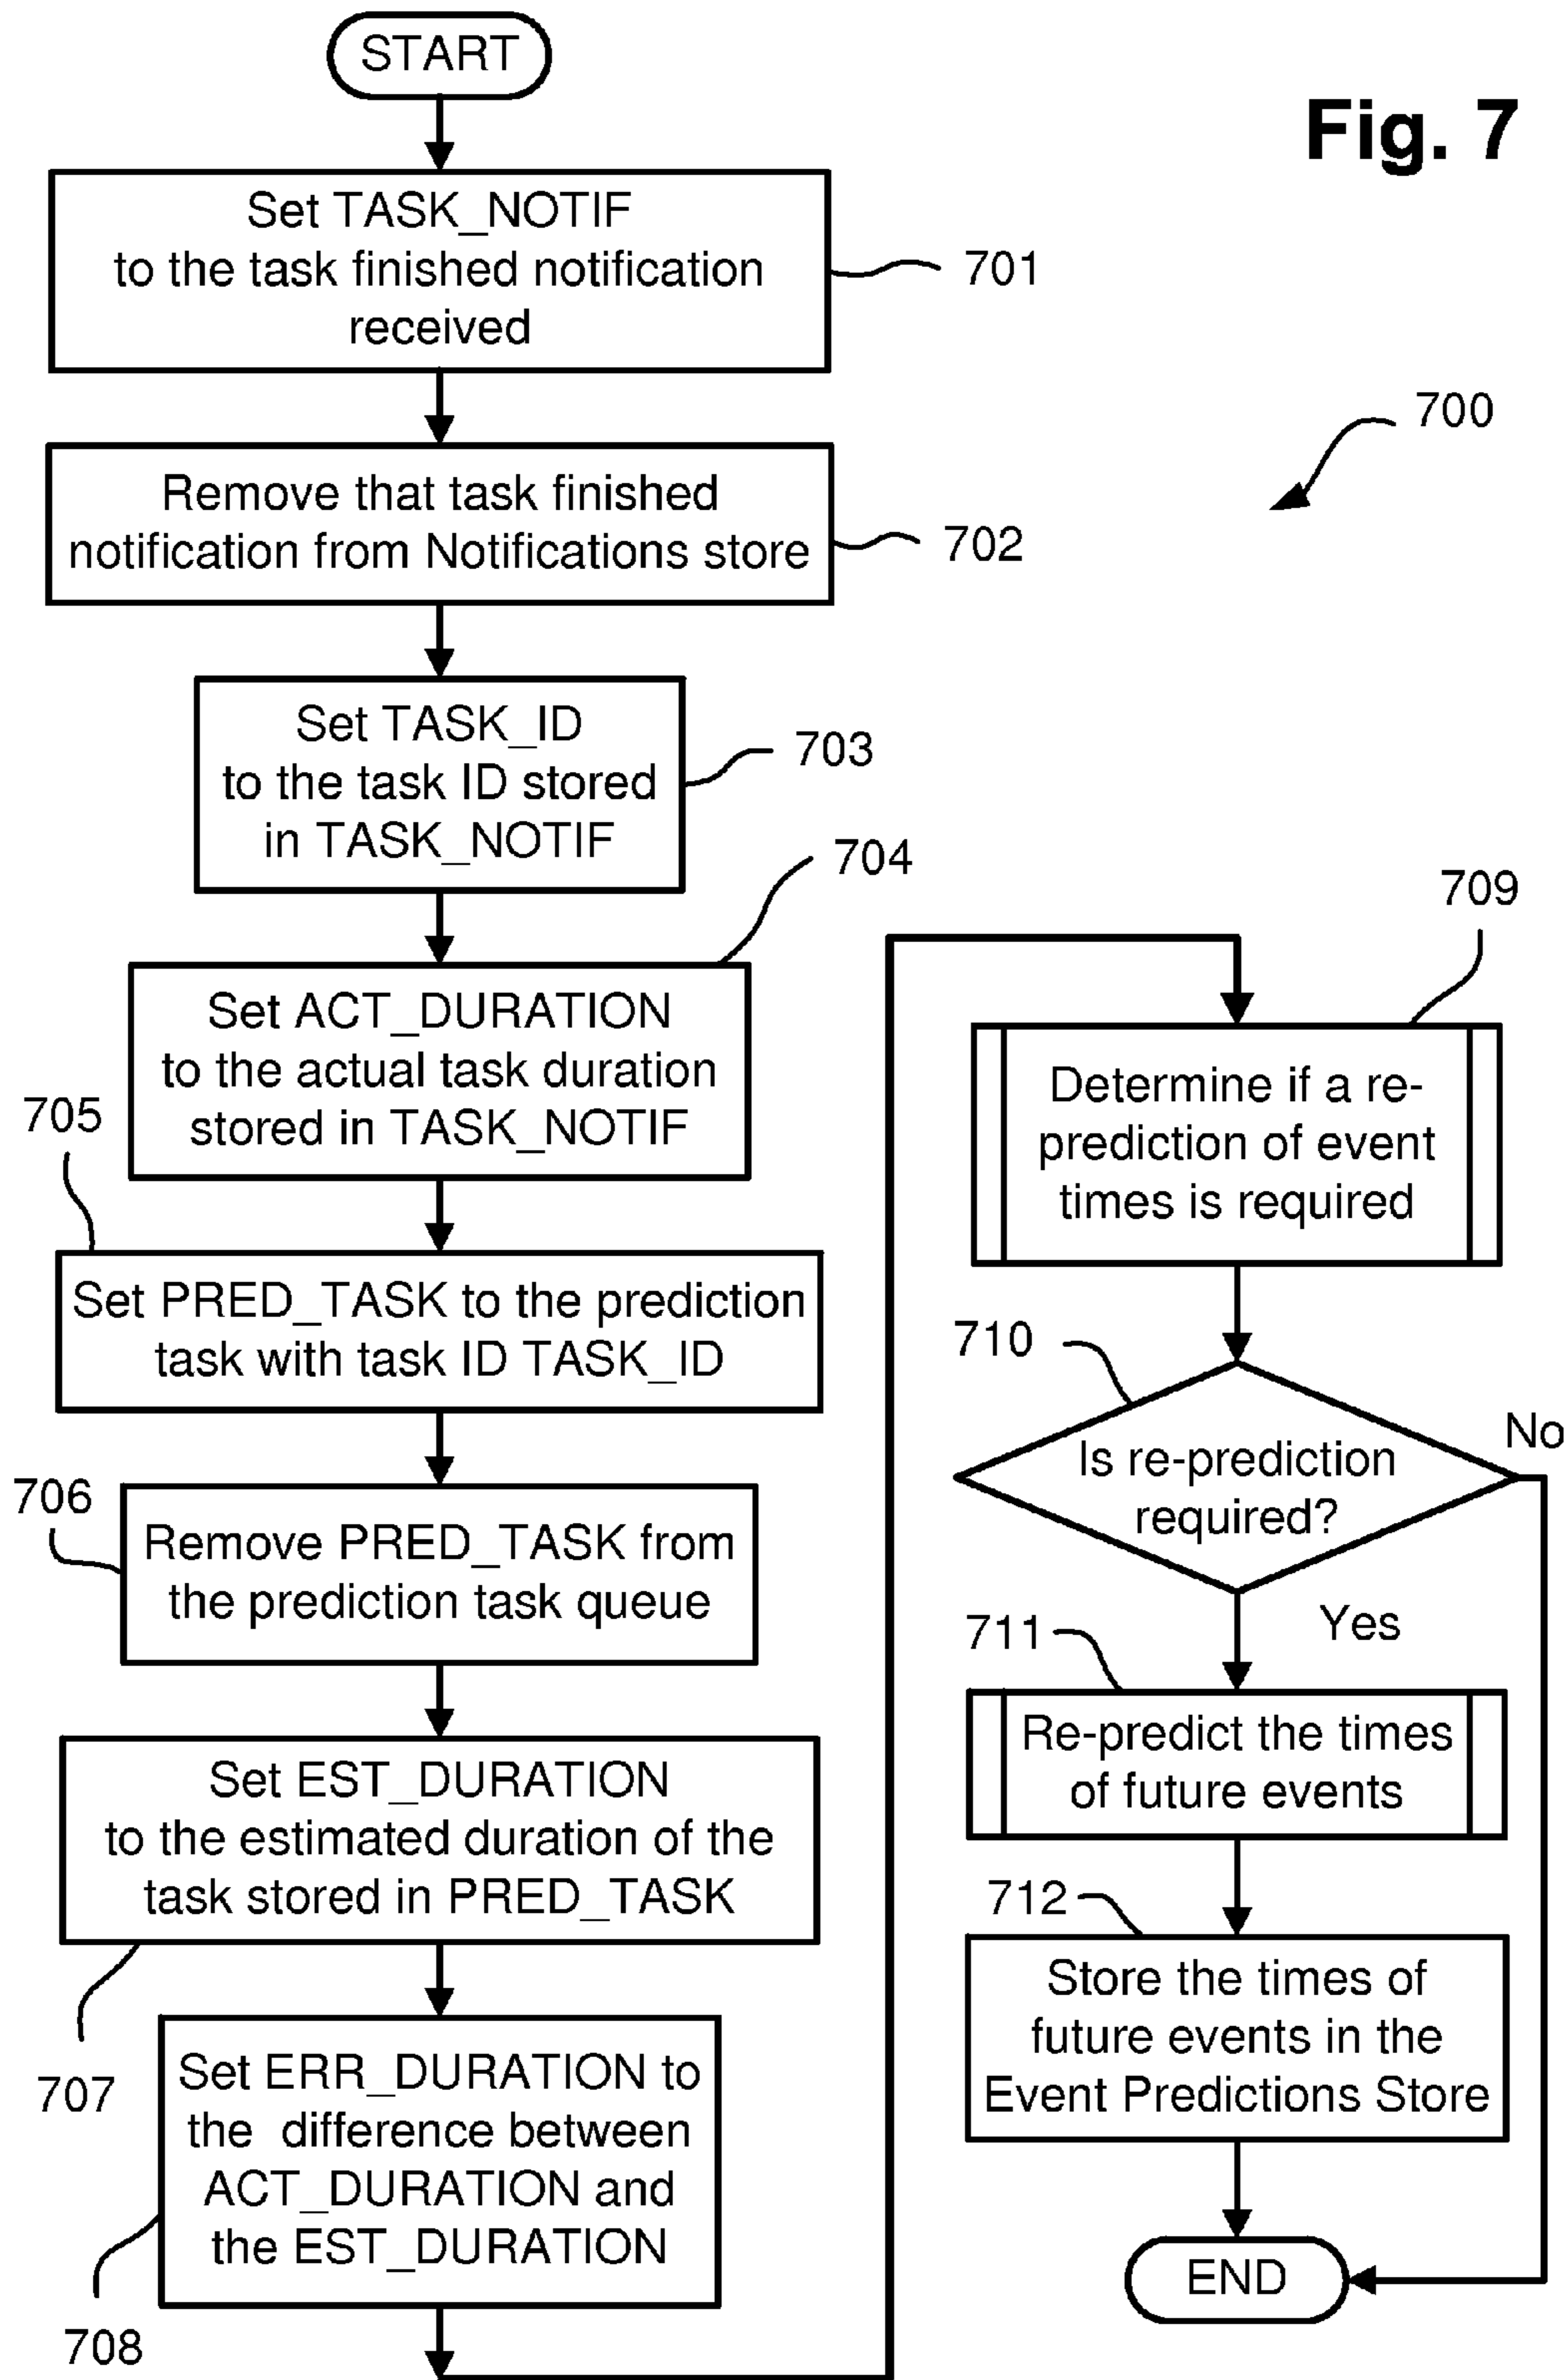 START
Fig. 7
Set TASK_NOTIF
to the task finished notification
received
701
700
Remove that task finished
notification from Notifications store
702
Set TASK_ID
to the task ID stored
in TASK_NOTIF
703
704
Set ACT_DURATION
to the actual task duration
stored in TASK_NOTIF
705
Set PRED_TASK to the prediction
task with task ID TASK_ID
706
Remove PRED_TASK from
the prediction task queue
Set EST_DURATION
to the estimated duration of the
task stored in PRED_TASK
707
Set ERR_DURATION to
the difference between
ACT_DURATION and
the EST_DURATION
708
709
Determine if a re-
prediction of event
times is required
710
Is re-prediction
required?
No
Yes
711
Re-predict the times
of future events
712
Store the times of
future events in the
Event Predictions Store
END